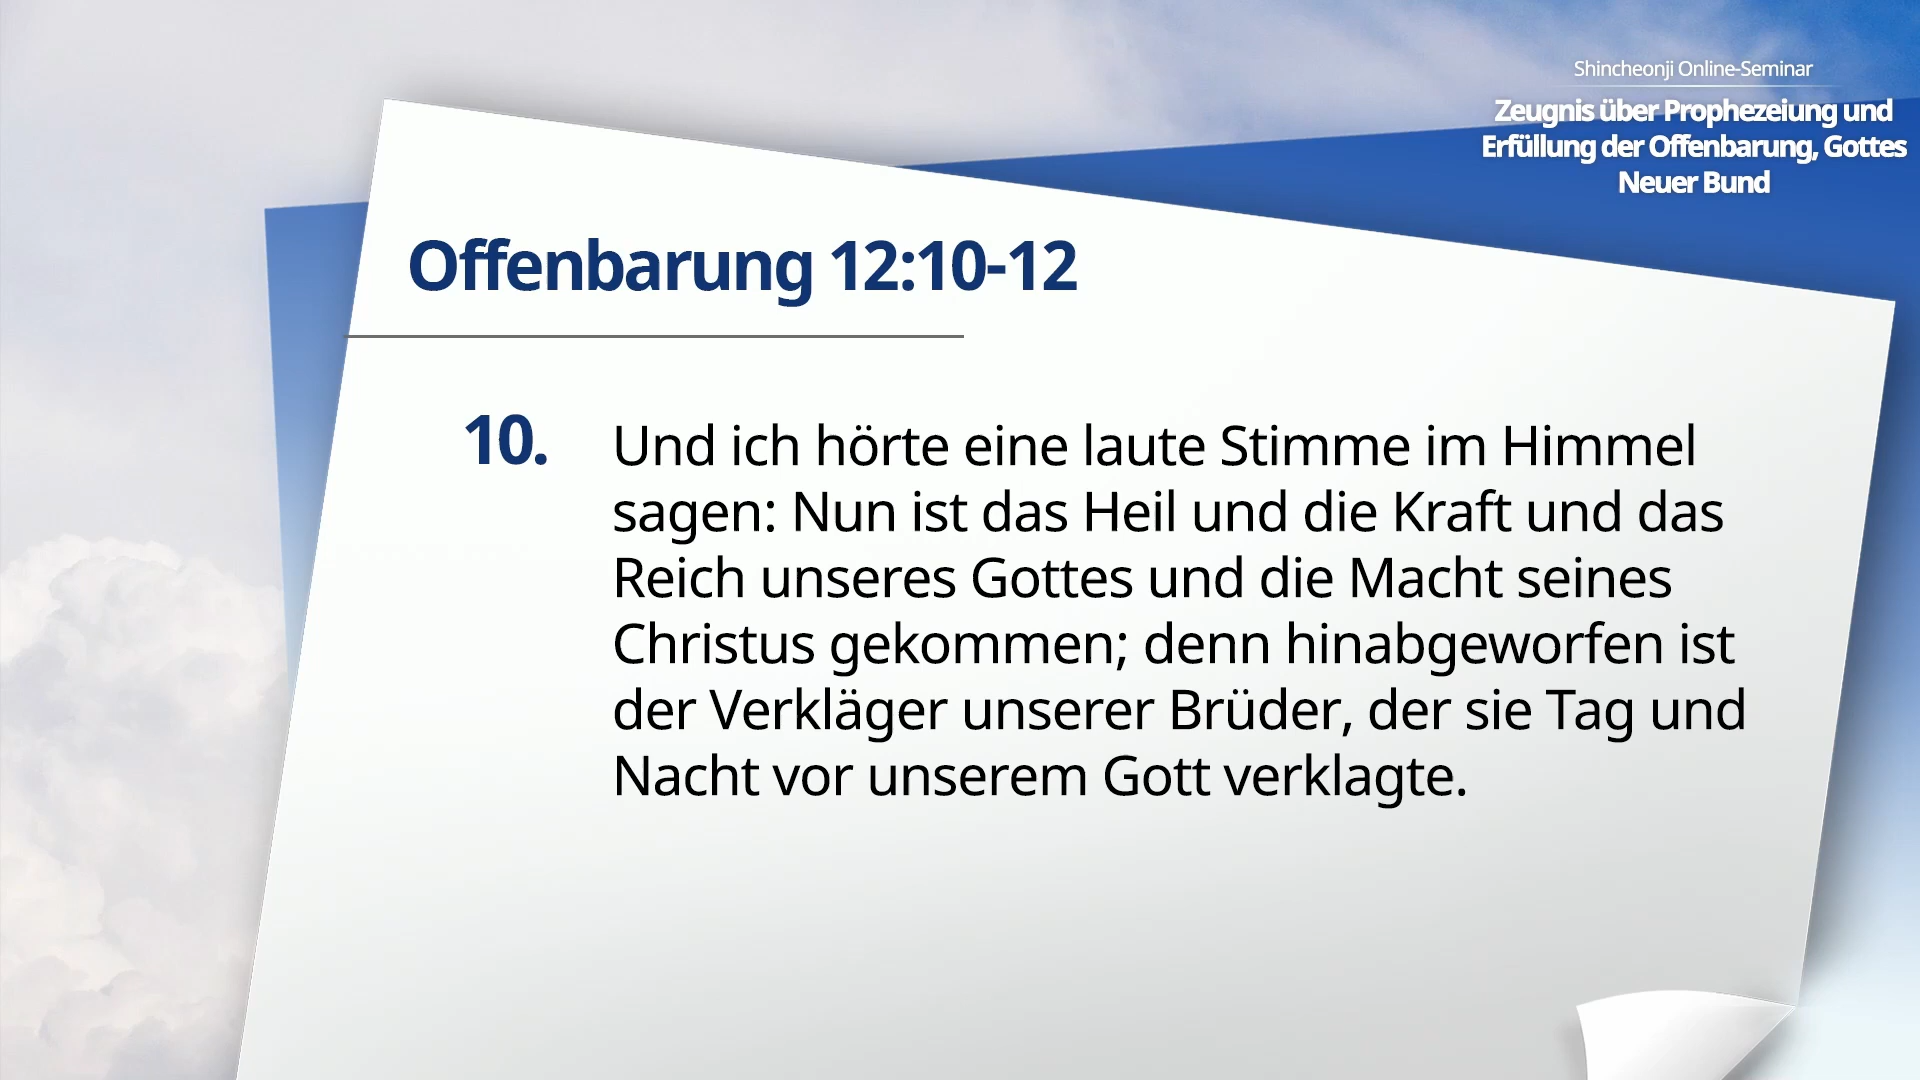 Shincheonji Online-Seminar
Zeugnis über Prophezeiung und
Erfüllung der Offenbarung, Gottes
Neuer Bund
Offenbarung 12:10-12
10. Und ich hörte eine laute Stimme im Himmel
sagen: Nun ist das Heil und die Kraft und das
Reich unseres Gottes und die Macht seines
Christus gekommen; denn hinabgeworfen ist
der Verkläger unserer Brüder, der sie Tag und
Nacht vor unserem Gott verklagte.